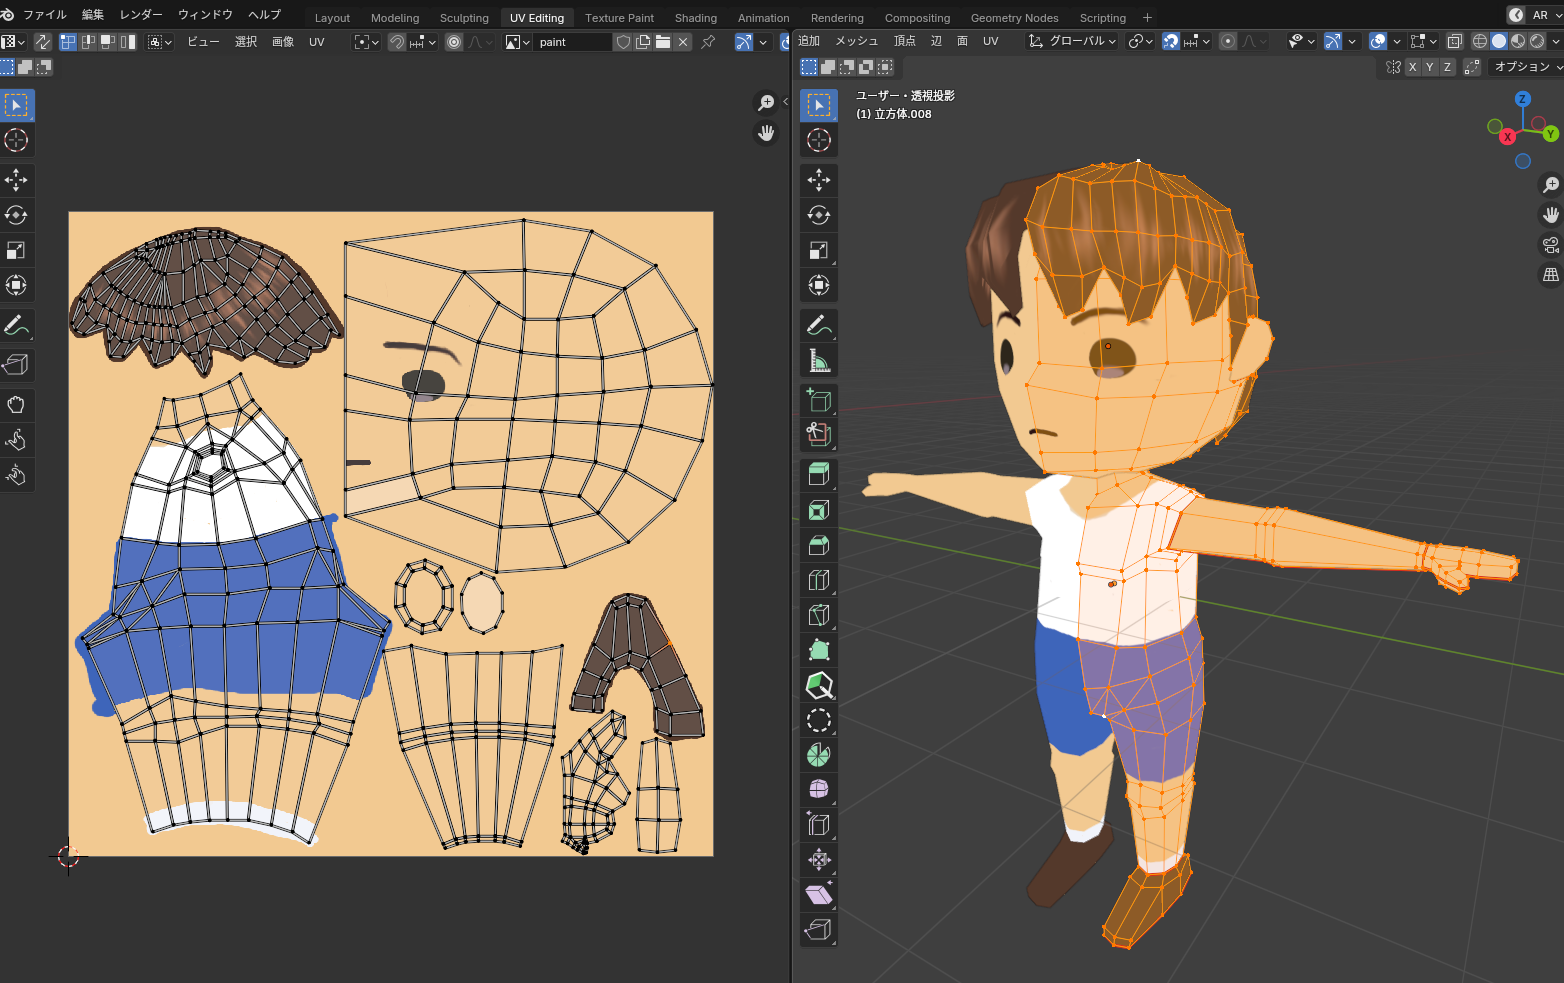 ファイル 編集 レンダー ウィンドウ ヘルプ Layout Modeling Sculpting UV Editing Texture Paint Shading Animation Rendering Compositing Geometry Nodes Scripting + AR
ビュー 選択 画像 UV paint 追加 メッシュ 頂点 辺 面 UV グローバル
X Y Z オプション
ユーザー・透視投影
(1) 立方体.008
Z
X
Y